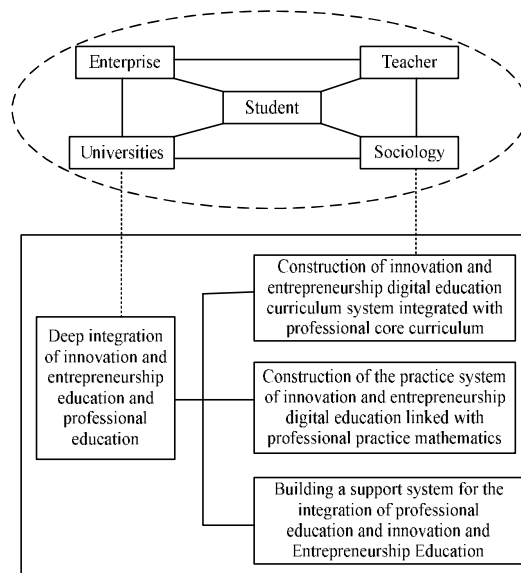 Enterprise
Teacher
Student
Universities
Sociology
Deep integration
of innovation and
entrepreneurship
education and
professional
education
Construction of innovation and
entrepreneurship digital education
curriculum system integrated with
professional core curriculum
Construction of the practice system
of innovation and entrepreneurship
digital education linked with
professional practice mathematics
Building a support system for the
integration of professional
education and innovation and
Entrepreneurship Education